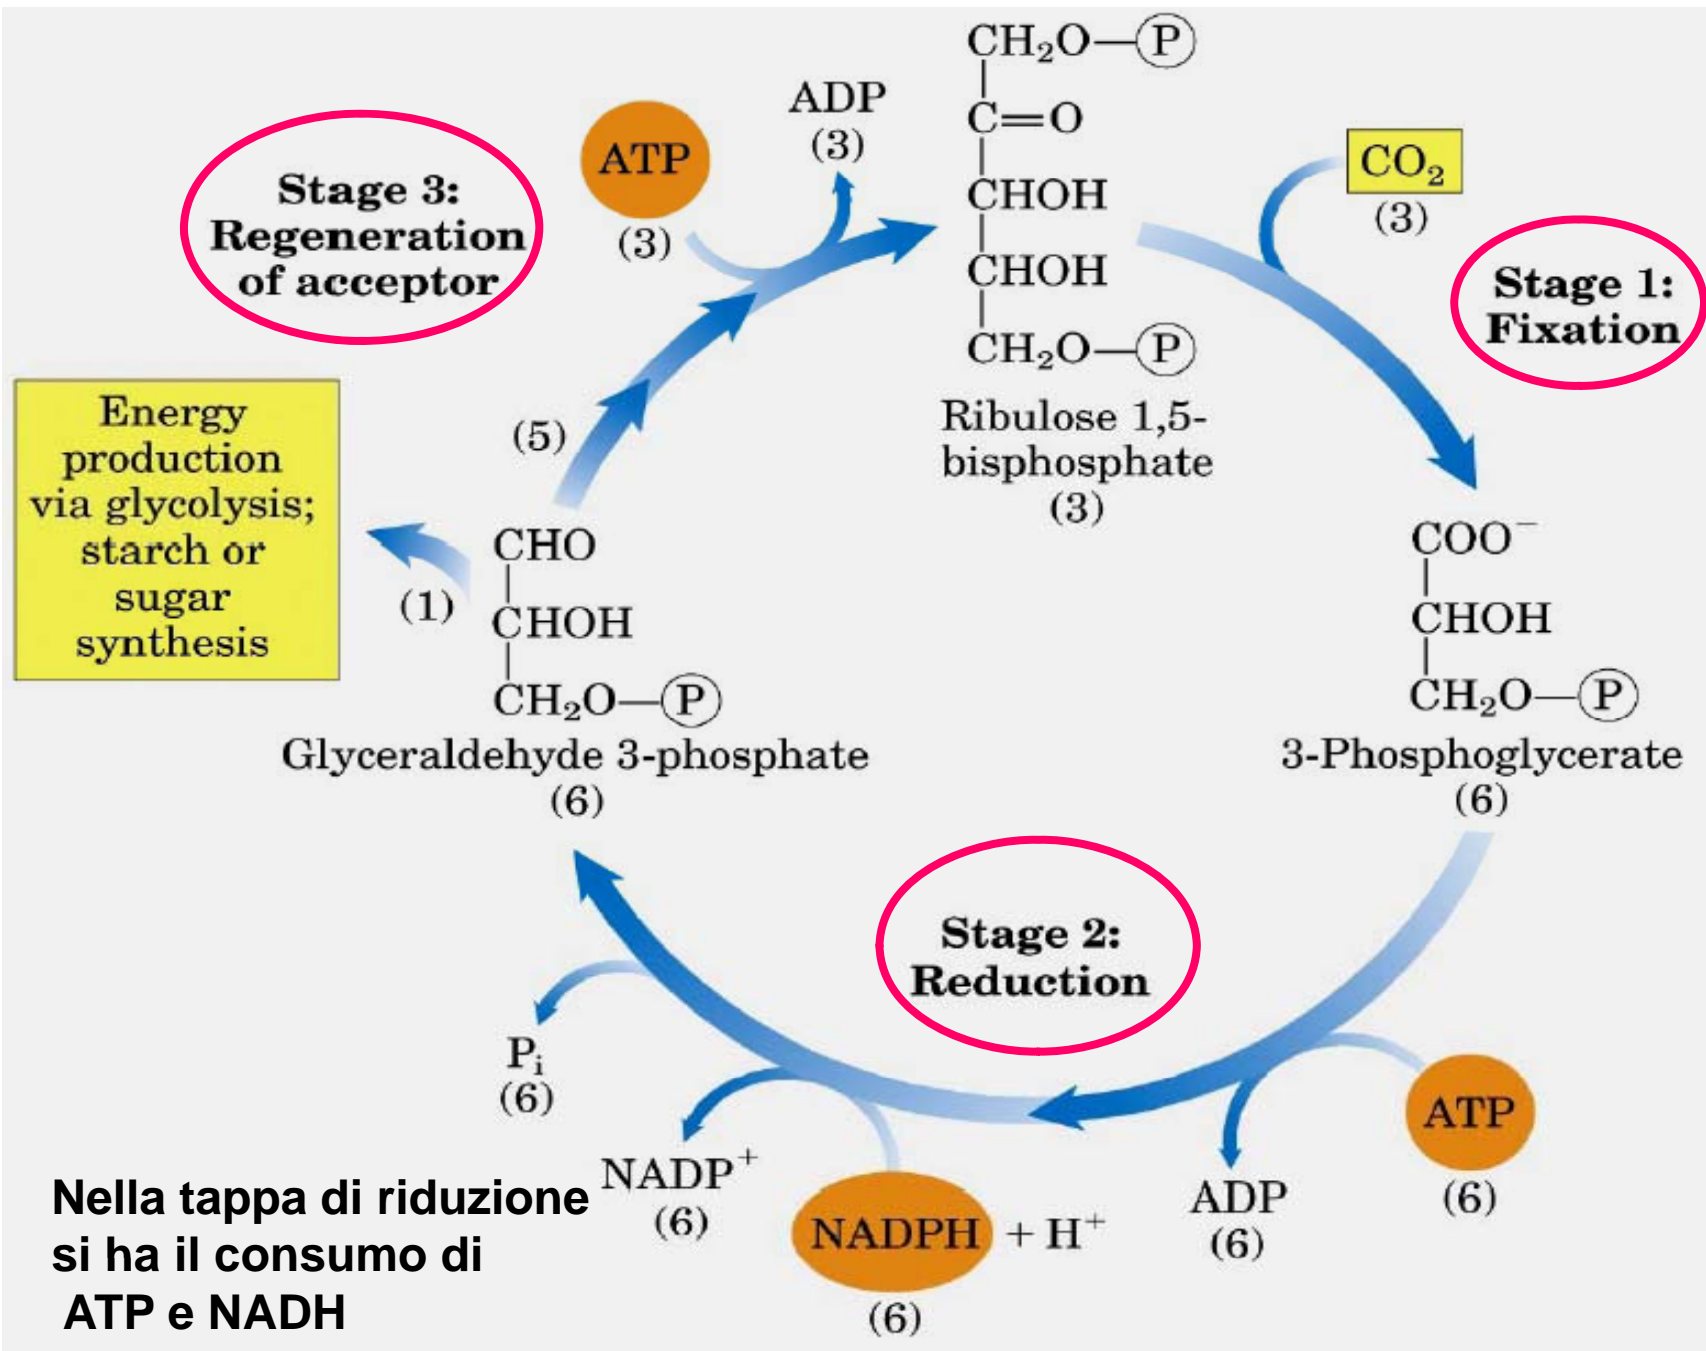 CH₂O—P
C=O
CHOH
CHOH
CH₂O—P
Ribulose 1,5-
bisphosphate
(3)
CO₂
(3)
Stage 1:
Fixation
COO⁻
CHOH
CH₂O—P
3-Phosphoglycerate
(6)
ATP
(6)
ADP
(6)
Stage 2:
Reduction
NADPH + H⁺
(6)
NADP⁺
(6)
Pᵢ
(6)
CHO
CHOH
CH₂O—P
Glyceraldehyde 3-phosphate
(6)
(1)
Energy
production
via glycolysis;
starch or
sugar
synthesis
(5)
Stage 3:
Regeneration
of acceptor
ATP
(3)
ADP
(3)
Nella tappa di riduzione
si ha il consumo di
ATP e NADH